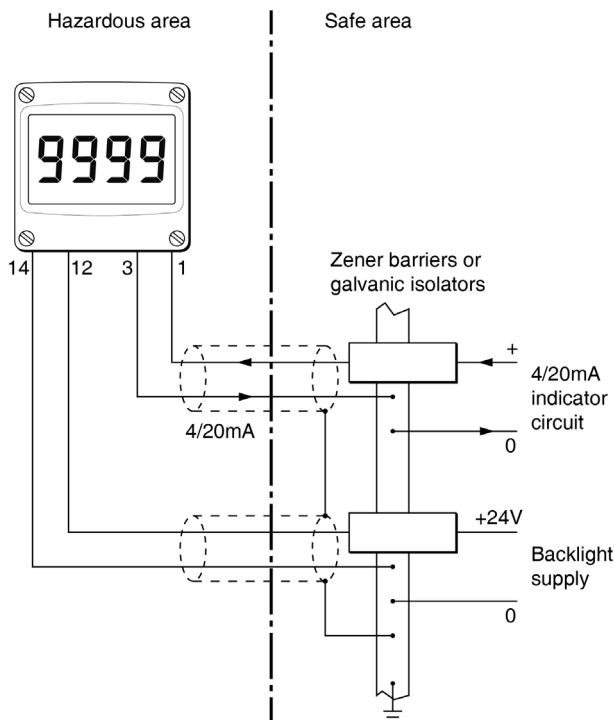 Hazardous area
Safe area
9999
14
12
3
1
Zener barriers or
galvanic isolators
+
4/20mA
indicator
circuit
0
4/20mA
+24V
Backlight
supply
0